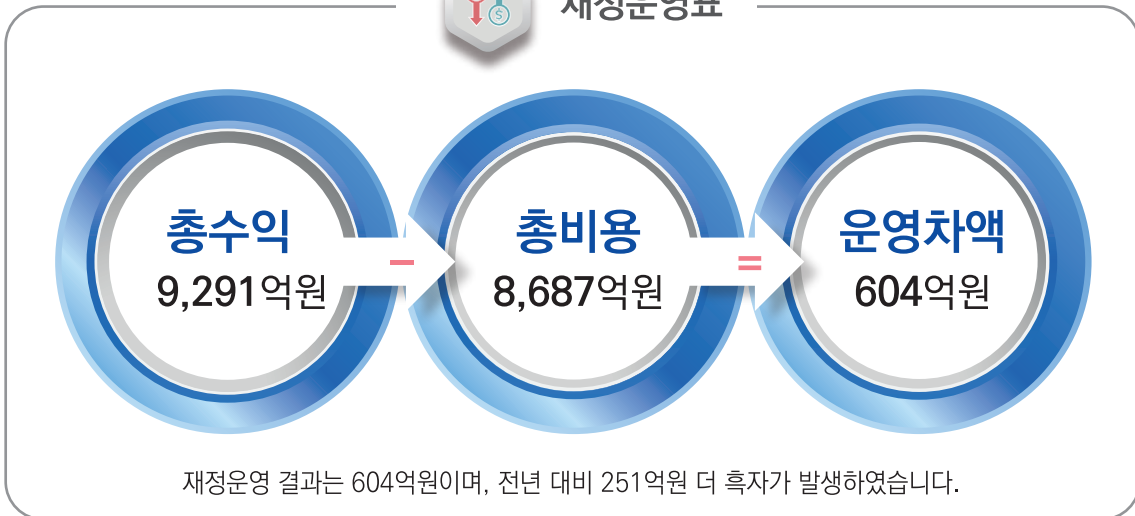 재정운영표
총수익
9,291억원
−
총비용
8,687억원
=
운영차액
604억원
재정운영 결과는 604억원이며, 전년 대비 251억원 더 흑자가 발생하였습니다.